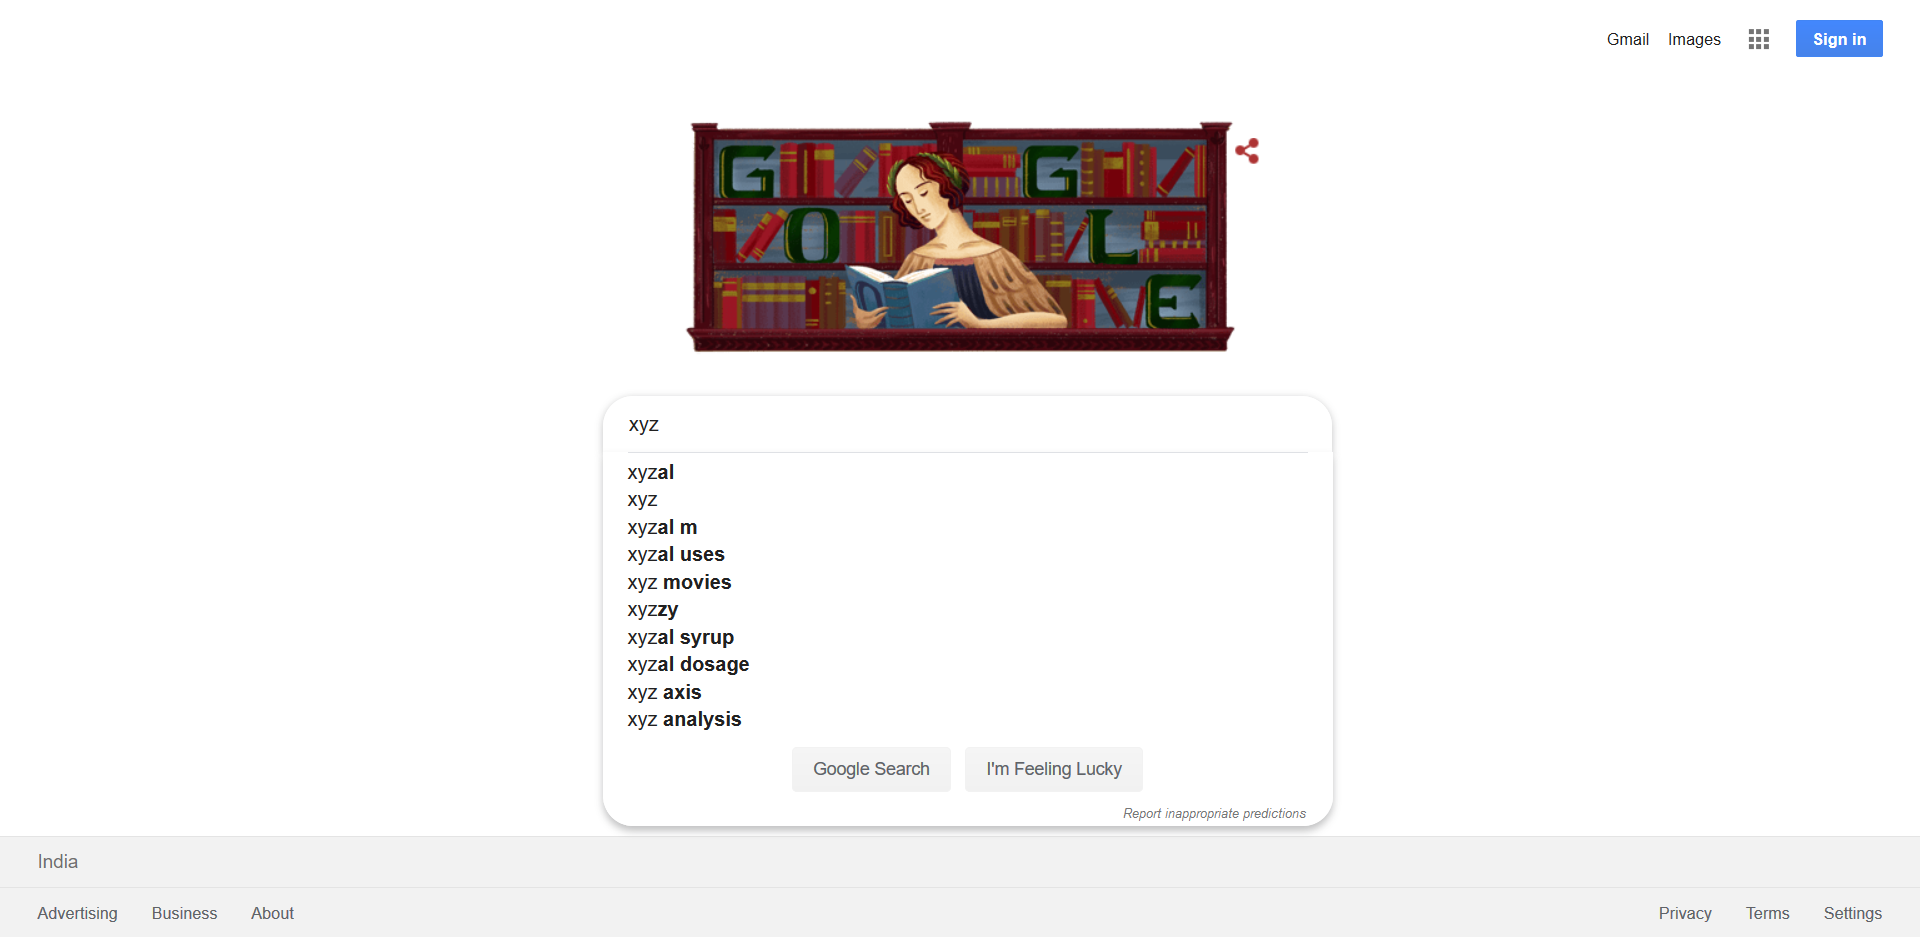 Gmail Images Sign in
G G
O L
E
xyz
xyzal
xyz
xyzal m
xyzal uses
xyz movies
xyzzy
xyzal syrup
xyzal dosage
xyz axis
xyz analysis
Google Search I'm Feeling Lucky
Report inappropriate predictions
India
Advertising Business About Privacy Terms Settings